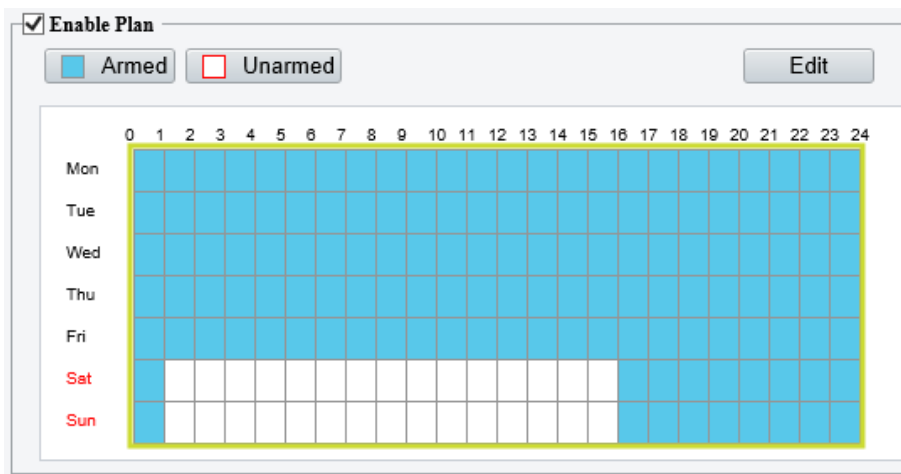 Enable Plan
Armed Unarmed Edit
0 1 2 3 4 5 6 7 8 9 10 11 12 13 14 15 16 17 18 19 20 21 22 23 24
Mon
Tue
Wed
Thu
Fri
Sat
Sun